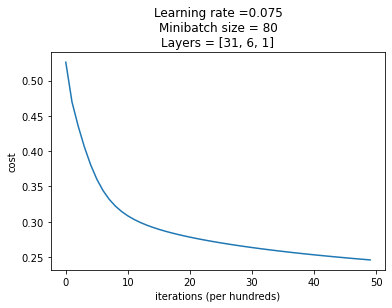 Learning rate =0.075
Minibatch size = 80
Layers = [31, 6, 1]
0.50
0.45
0.40
0.35
0.30
0.25
cost
0
10
20
30
40
50
iterations (per hundreds)